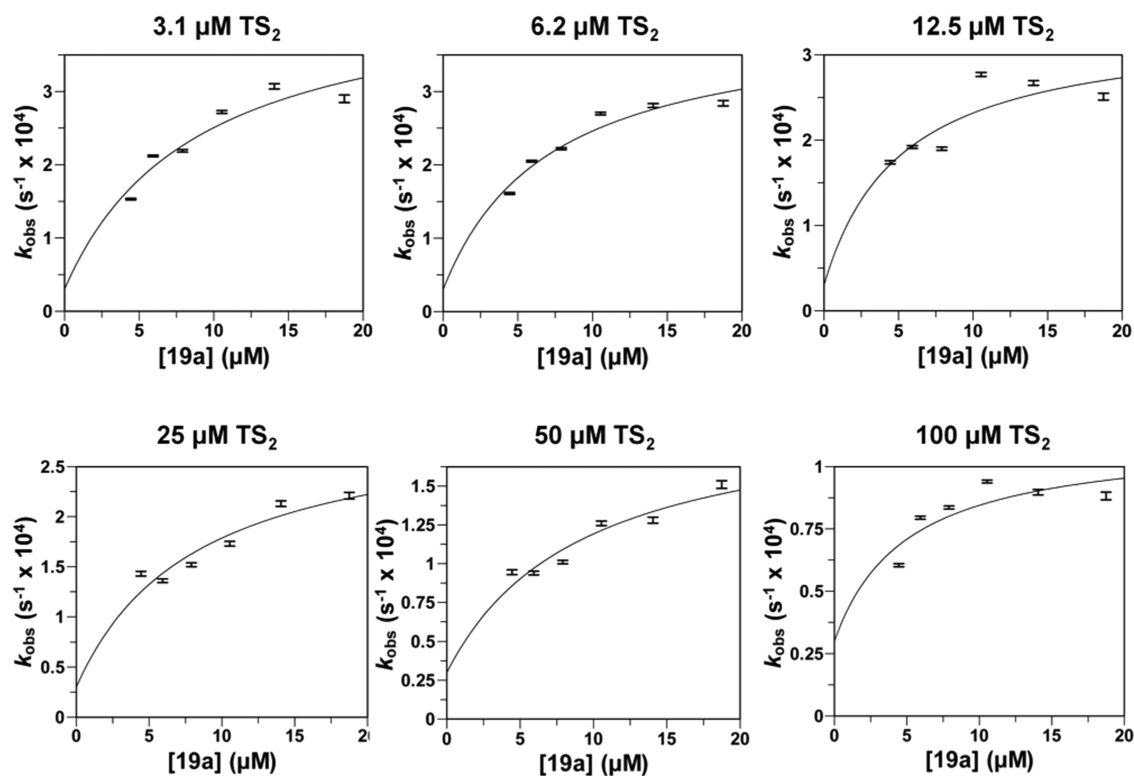 3.1 µM TS2
6.2 µM TS2
12.5 µM TS2
kobs (s-1 x 104)
3
2
1
0
0 5 10 15 20
[19a] (µM)
kobs (s-1 x 104)
3
2
1
0
0 5 10 15 20
[19a] (µM)
kobs (s-1 x 104)
3
2
1
0
0 5 10 15 20
[19a] (µM)
25 µM TS2
50 µM TS2
100 µM TS2
kobs (s-1 x 104)
2.5
2
1.5
1
0.5
0
0 5 10 15 20
[19a] (µM)
kobs (s-1 x 104)
1.5
1.25
1
0.75
0.5
0.25
0
0 5 10 15 20
[19a] (µM)
kobs (s-1 x 104)
1
0.75
0.5
0.25
0
0 5 10 15 20
[19a] (µM)